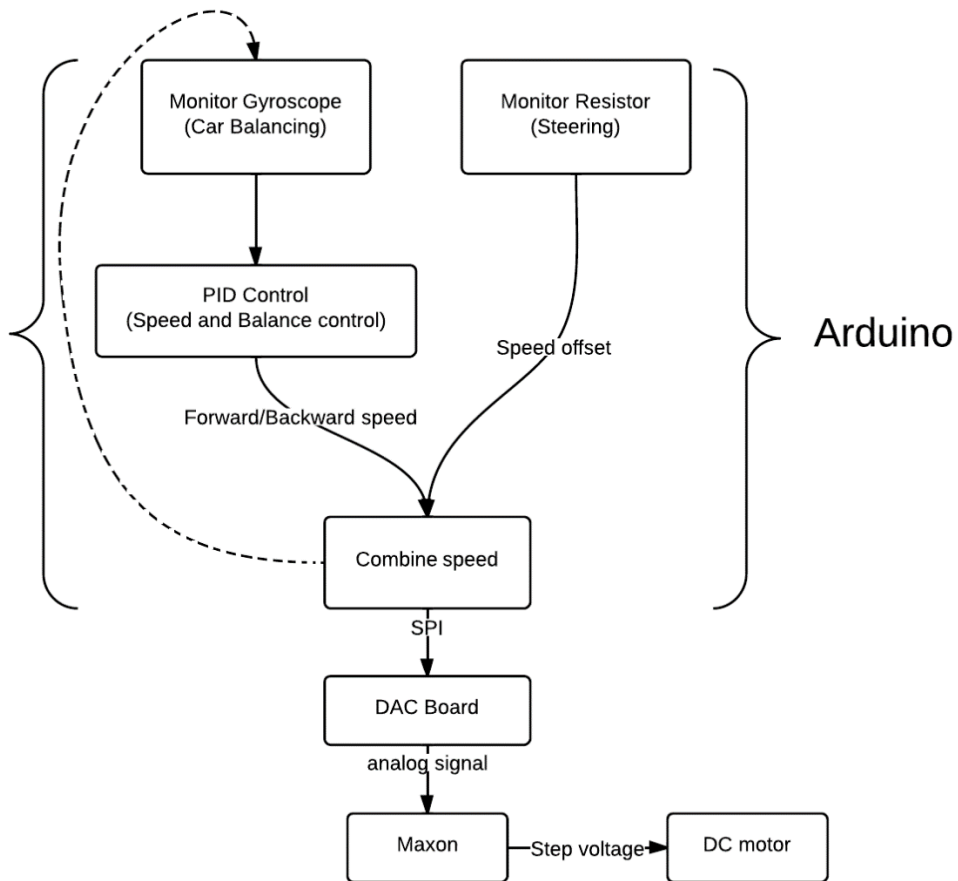 Monitor Gyroscope
(Car Balancing)
Monitor Resistor
(Steering)
PID Control
(Speed and Balance control)
Arduino
Speed offset
Forward/Backward speed
Combine speed
SPI
DAC Board
analog signal
Maxon
Step voltage
DC motor